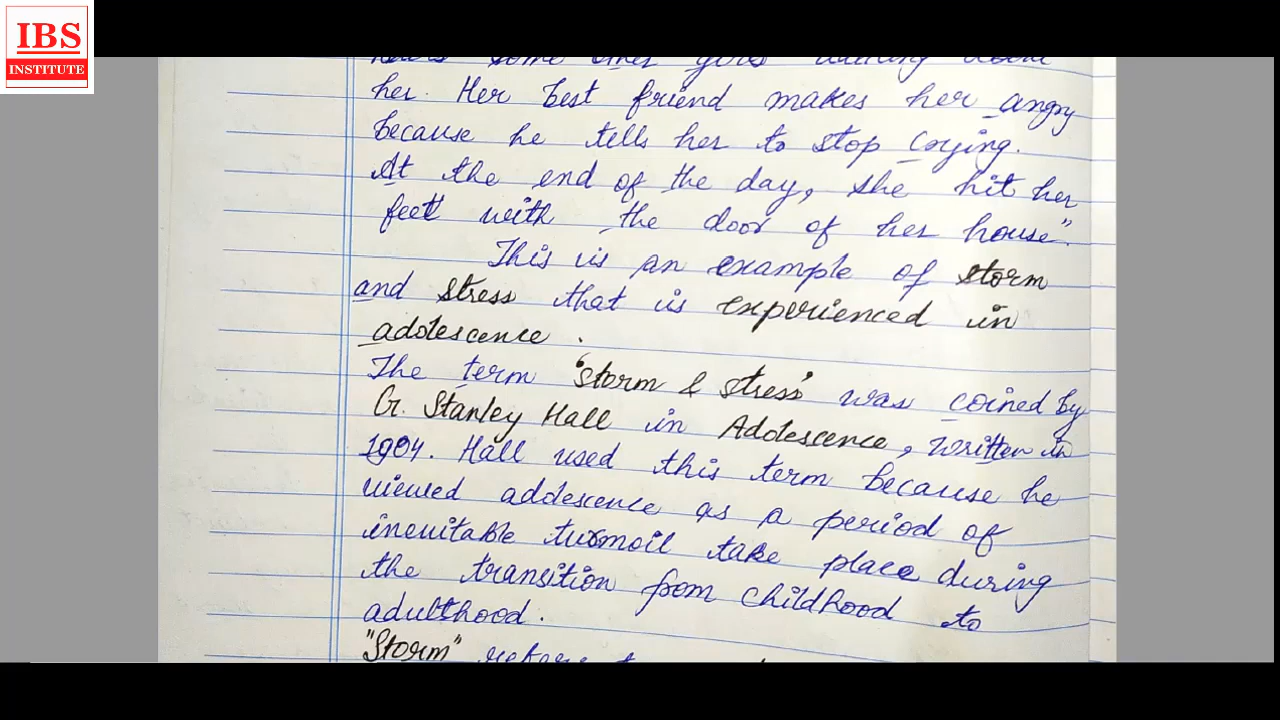 IBS
INSTITUTE
her. Her best friend makes her angry
because he tells her to stop crying.
At the end of the day, she hit her
feet with the door of her house".
This is an example of storm
and stress that is experienced in
adolescence.
The term 'storm & stress' was coined by
G. Stanley Hall in Adolescence, written in
1904. Hall used this term because he
viewed adolescence as a period of
inevitable turmoil take place during
the transition from childhood to
adulthood.
"Storm"